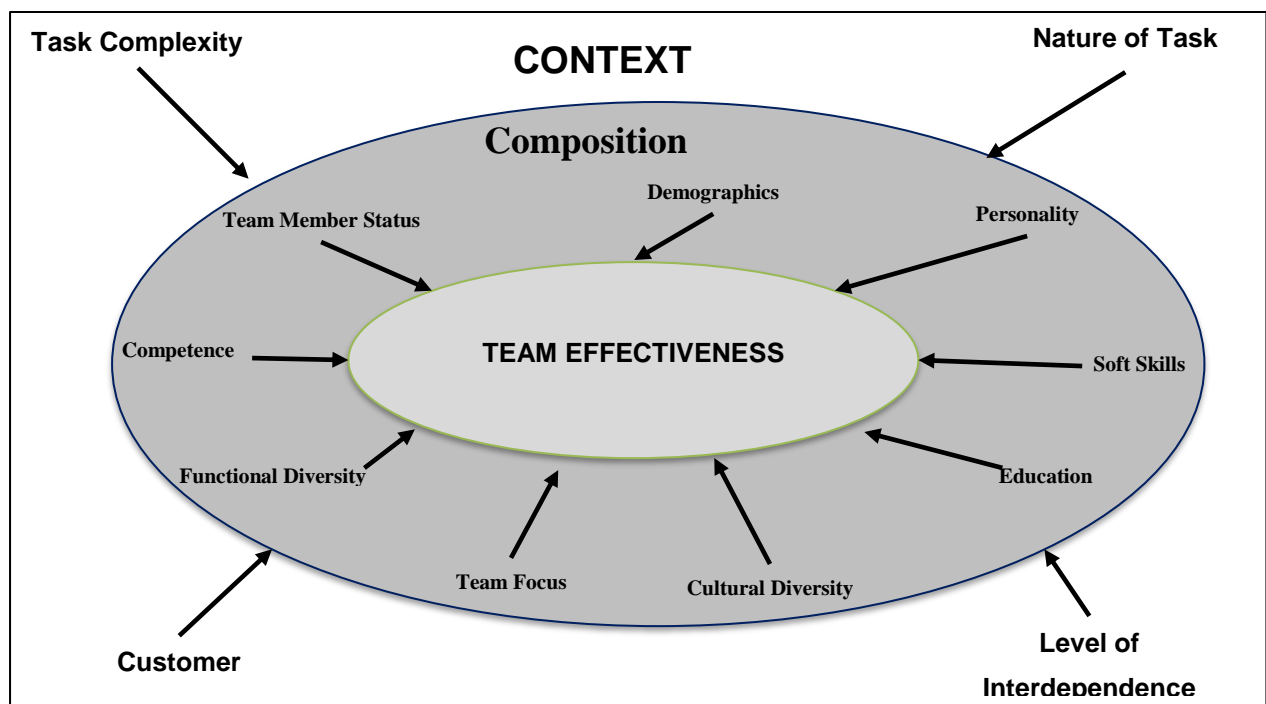 Task Complexity
Nature of Task
CONTEXT
Composition
Demographics
Team Member Status
Personality
TEAM EFFECTIVENESS
Competence
Soft Skills
Functional Diversity
Education
Team Focus
Cultural Diversity
Customer
Level of
Interdependence